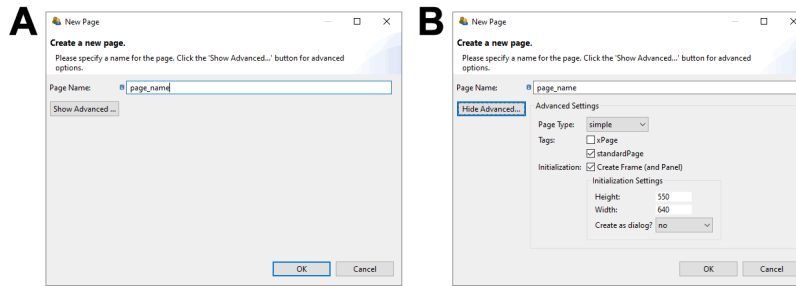 A
New Page
Create a new page.
Please specify a name for the page. Click the 'Show Advanced...' button for advanced
options.
Page Name: page_name
Show Advanced ...
OK Cancel
B
New Page
Create a new page.
Please specify a name for the page. Click the 'Show Advanced...' button for advanced
options.
Page Name: page_name
Hide Advanced...
Advanced Settings
Page Type: simple
Tags: xPage
standardPage
Initialization: Create Frame (and Panel)
Initialization Settings
Height: 550
Width: 640
Create as dialog? no
OK Cancel